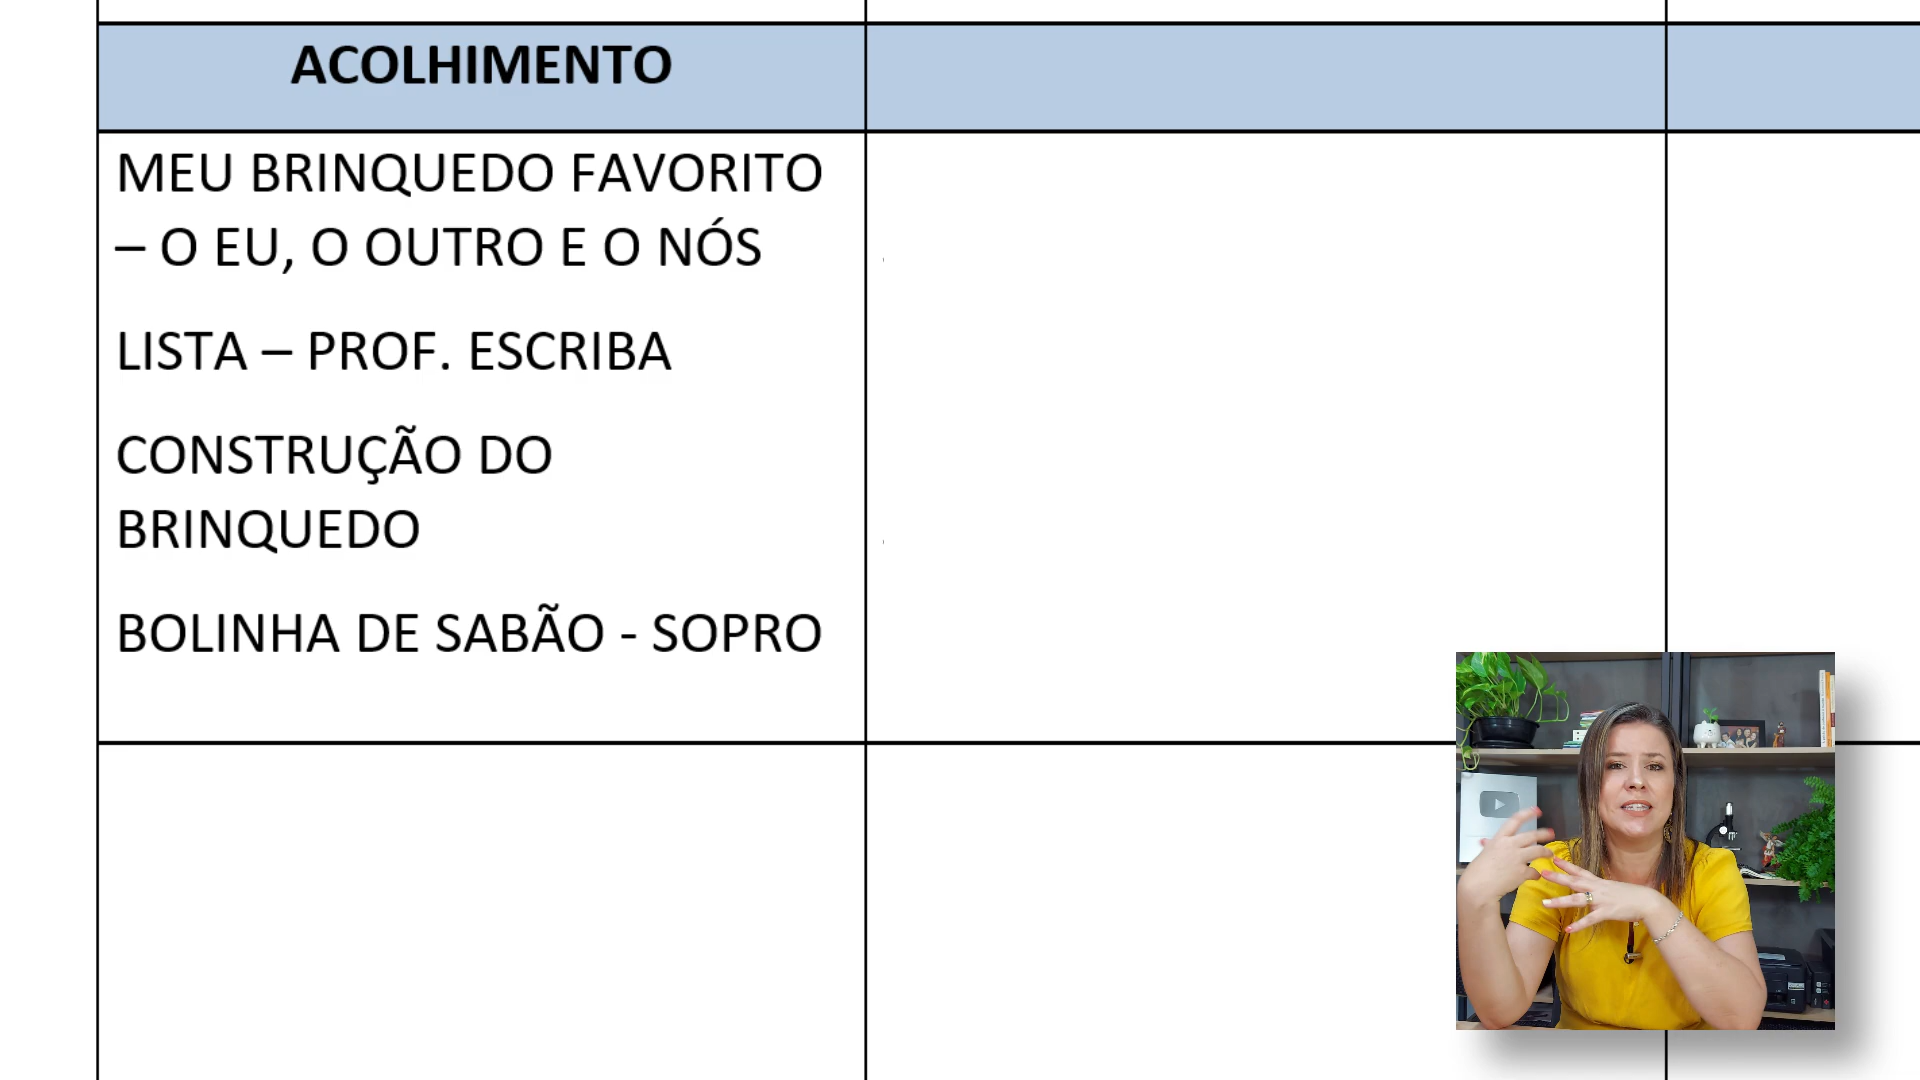 ACOLHIMENTO
MEU BRINQUEDO FAVORITO
– O EU, O OUTRO E O NÓS
LISTA – PROF. ESCRIBA
CONSTRUÇÃO DO
BRINQUEDO
BOLINHA DE SABÃO - SOPRO